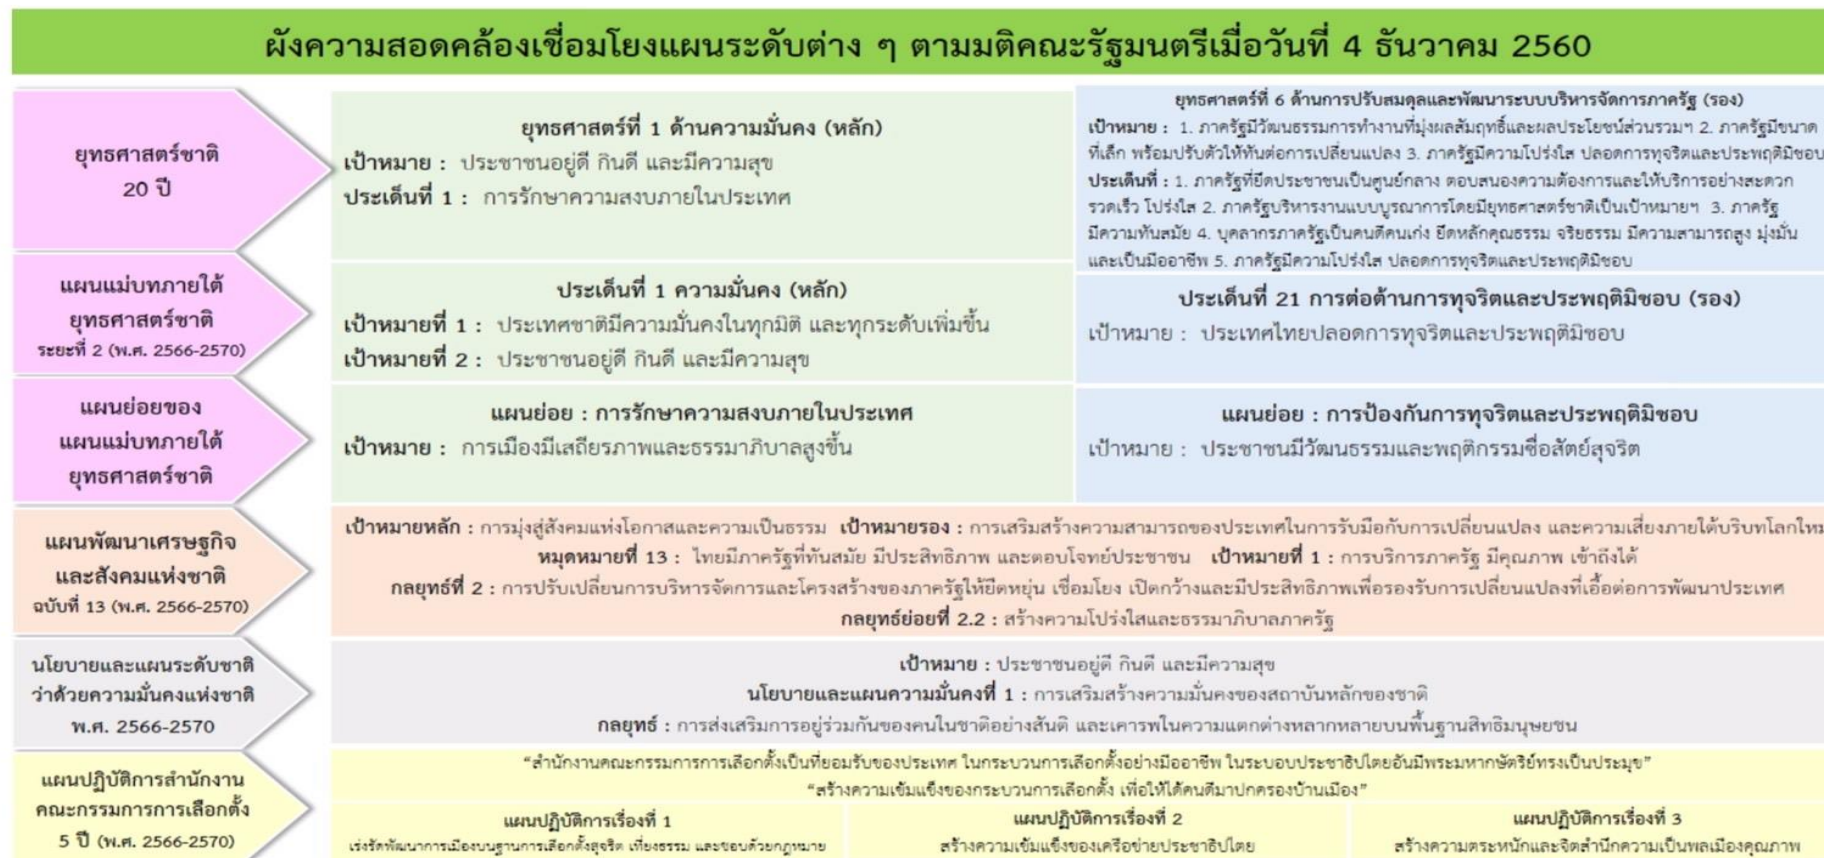 ผังความสอดคล้องเชื่อมโยงแผนระดับต่าง ๆ ตามมติคณะรัฐมนตรีเมื่อวันที่ 4 ธันวาคม 2560
ยุทธศาสตร์ชาติ
20 ปี
ยุทธศาสตร์ที่ 1 ด้านความมั่นคง (หลัก)
เป้าหมาย : ประชาชนอยู่ดี กินดี และมีความสุข
ประเด็นที่ 1 : การรักษาความสงบภายในประเทศ
ยุทธศาสตร์ที่ 6 ด้านการปรับสมดุลและพัฒนาระบบบริหารจัดการภาครัฐ (รอง)
เป้าหมาย : 1. ภาครัฐมีวัฒนธรรมการทำงานที่มุ่งผลสัมฤทธิ์และผลประโยชน์ส่วนรวมฯ 2. ภาครัฐมีขนาด
ที่เล็ก พร้อมปรับตัวให้ทันต่อการเปลี่ยนแปลง 3. ภาครัฐมีความโปร่งใส ปลอดการทุจริตและประพฤติมิชอบ
ประเด็นที่ : 1. ภาครัฐที่ยึดประชาชนเป็นศูนย์กลาง ตอบสนองความต้องการและให้บริการอย่างสะดวก
รวดเร็ว โปร่งใส 2. ภาครัฐบริหารงานแบบบูรณาการโดยมียุทธศาสตร์ชาติเป็นเป้าหมายฯ 3. ภาครัฐ
มีความทันสมัย 4. บุคลากรภาครัฐเป็นคนดีคนเก่ง ยึดหลักคุณธรรม จริยธรรม มีความสามารถสูง มุ่งมั่น
และเป็นมืออาชีพ 5. ภาครัฐมีความโปร่งใส ปลอดการทุจริตและประพฤติมิชอบ
แผนแม่บทภายใต้
ยุทธศาสตร์ชาติ
ระยะที่ 2 (พ.ศ. 2566-2570)
ประเด็นที่ 1 ความมั่นคง (หลัก)
เป้าหมายที่ 1 : ประเทศชาติมีความมั่นคงในทุกมิติ และทุกระดับเพิ่มขึ้น
เป้าหมายที่ 2 : ประชาชนอยู่ดี กินดี และมีความสุข
ประเด็นที่ 21 การต่อต้านการทุจริตและประพฤติมิชอบ (รอง)
เป้าหมาย : ประเทศไทยปลอดการทุจริตและประพฤติมิชอบ
แผนย่อยของ
แผนแม่บทภายใต้
ยุทธศาสตร์ชาติ
แผนย่อย : การรักษาความสงบภายในประเทศ
เป้าหมาย : การเมืองมีเสถียรภาพและธรรมาภิบาลสูงขึ้น
แผนย่อย : การป้องกันการทุจริตและประพฤติมิชอบ
เป้าหมาย : ประชาชนมีวัฒนธรรมและพฤติกรรมซื่อสัตย์สุจริต
แผนพัฒนาเศรษฐกิจ
และสังคมแห่งชาติ
ฉบับที่ 13 (พ.ศ. 2566-2570)
เป้าหมายหลัก : การมุ่งสู่สังคมแห่งโอกาสและความเป็นธรรม เป้าหมายรอง : การเสริมสร้างความสามารถของประเทศในการรับมือกับการเปลี่ยนแปลง และความเสี่ยงภายใต้บริบทโลกใหม่
หมุดหมายที่ 13 : ไทยมีภาครัฐที่ทันสมัย มีประสิทธิภาพ และตอบโจทย์ประชาชน เป้าหมายที่ 1 : การบริการภาครัฐ มีคุณภาพ เข้าถึงได้
กลยุทธ์ที่ 2 : การปรับเปลี่ยนการบริหารจัดการและโครงสร้างของภาครัฐให้ยืดหยุ่น เชื่อมโยง เปิดกว้างและมีประสิทธิภาพเพื่อรองรับการเปลี่ยนแปลงที่เอื้อต่อการพัฒนาประเทศ
กลยุทธ์ย่อยที่ 2.2 : สร้างความโปร่งใสและธรรมาภิบาลภาครัฐ
นโยบายและแผนระดับชาติ
ว่าด้วยความมั่นคงแห่งชาติ
พ.ศ. 2566-2570
เป้าหมาย : ประชาชนอยู่ดี กินดี และมีความสุข
นโยบายและแผนความมั่นคงที่ 1 : การเสริมสร้างความมั่นคงของสถาบันหลักของชาติ
กลยุทธ์ : การส่งเสริมการอยู่ร่วมกันของคนในชาติอย่างสันติ และเคารพในความแตกต่างหลากหลายบนพื้นฐานสิทธิมนุษยชน
แผนปฏิบัติการสำนักงาน
คณะกรรมการการเลือกตั้ง
5 ปี (พ.ศ. 2566-2570)
“สำนักงานคณะกรรมการการเลือกตั้งเป็นที่ยอมรับของประเทศ ในกระบวนการเลือกตั้งอย่างมืออาชีพ ในระบอบประชาธิปไตยอันมีพระมหากษัตริย์ทรงเป็นประมุข”
“สร้างความเข้มแข็งของกระบวนการเลือกตั้ง เพื่อให้ได้คนดีมาปกครองบ้านเมือง”
แผนปฏิบัติการเรื่องที่ 1
เร่งรัดพัฒนาการเมืองบนฐานการเลือกตั้งสุจริต เที่ยงธรรม และชอบด้วยกฎหมาย
แผนปฏิบัติการเรื่องที่ 2
สร้างความเข้มแข็งของเครือข่ายประชาธิปไตย
แผนปฏิบัติการเรื่องที่ 3
สร้างความตระหนักและจิตสำนึกความเป็นพลเมืองคุณภาพ